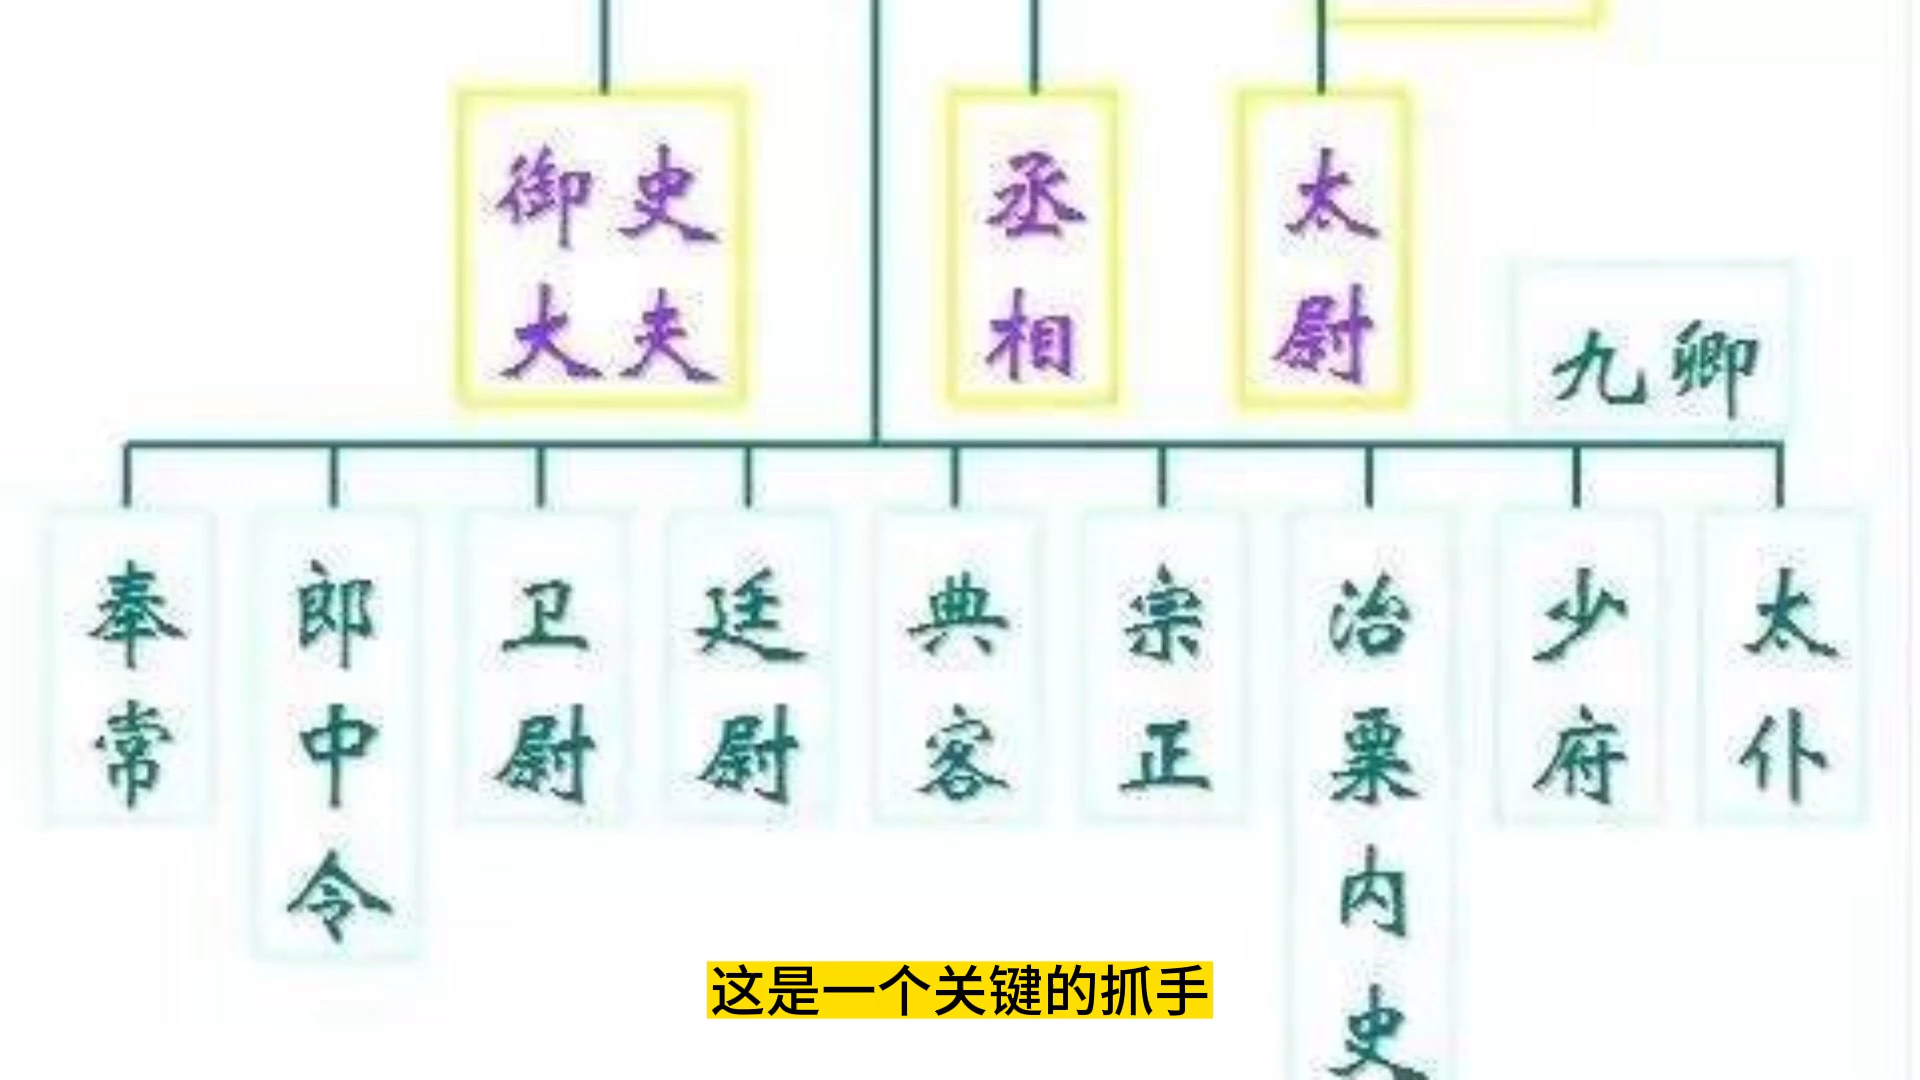 御史
大夫
丞相
太尉
九卿
奉常
郎中令
卫尉
廷尉
典客
宗正
治粟内史
少府
太仆
这是一个关键的抓手